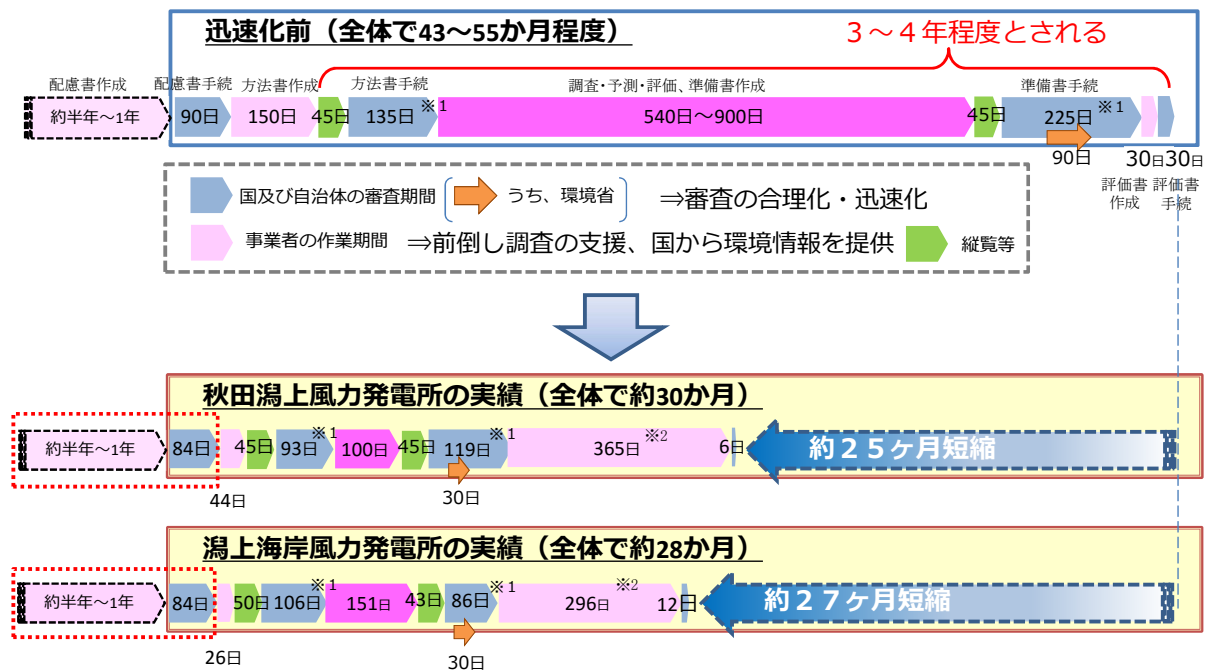 迅速化前（全体で43～55か月程度）
３～４年程度とされる
配慮書作成
配慮書手続
方法書作成
方法書手続
調査・予測・評価、準備書作成
準備書手続
約半年～1年
90日
150日
45日
135日
※1
540日～900日
45日
225日
※1
90日
30日
30日
評価書
作成
評価書
手続
国及び自治体の審査期間
うち、環境省
⇒審査の合理化・迅速化
事業者の作業期間
⇒前倒し調査の支援、国から環境情報を提供
縦覧等
秋田潟上風力発電所の実績（全体で約30か月）
約半年～1年
84日
45日
93日
※1
100日
45日
119日
※1
365日
※2
6日
約２５ヶ月短縮
44日
30日
潟上海岸風力発電所の実績（全体で約28か月）
約半年～1年
84日
50日
106日
※1
151日
43日
86日
※1
296日
※2
12日
約２７ヶ月短縮
26日
30日